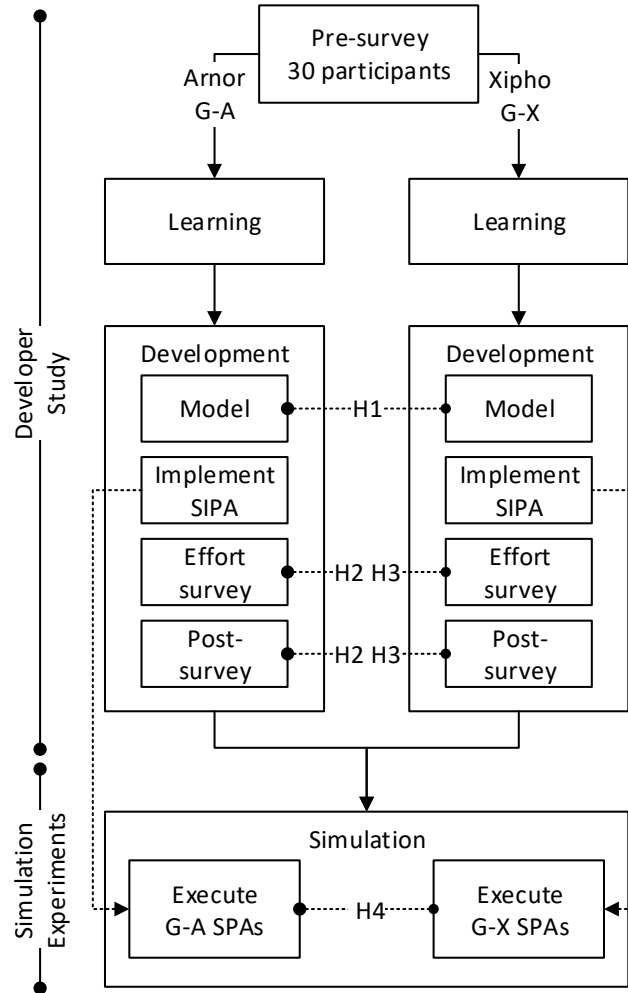 Pre-survey
30 participants
Arnor
G-A
Xipho
G-X
Learning
Learning
Developer
Study
Development
Development
Model
H1
Model
Implement
SIPA
Implement
SIPA
Effort
survey
H2 H3
Effort
survey
Post-
survey
H2 H3
Post-
survey
Simulation
Experiments
Simulation
Execute
G-A SPAs
H4
Execute
G-X SPAs